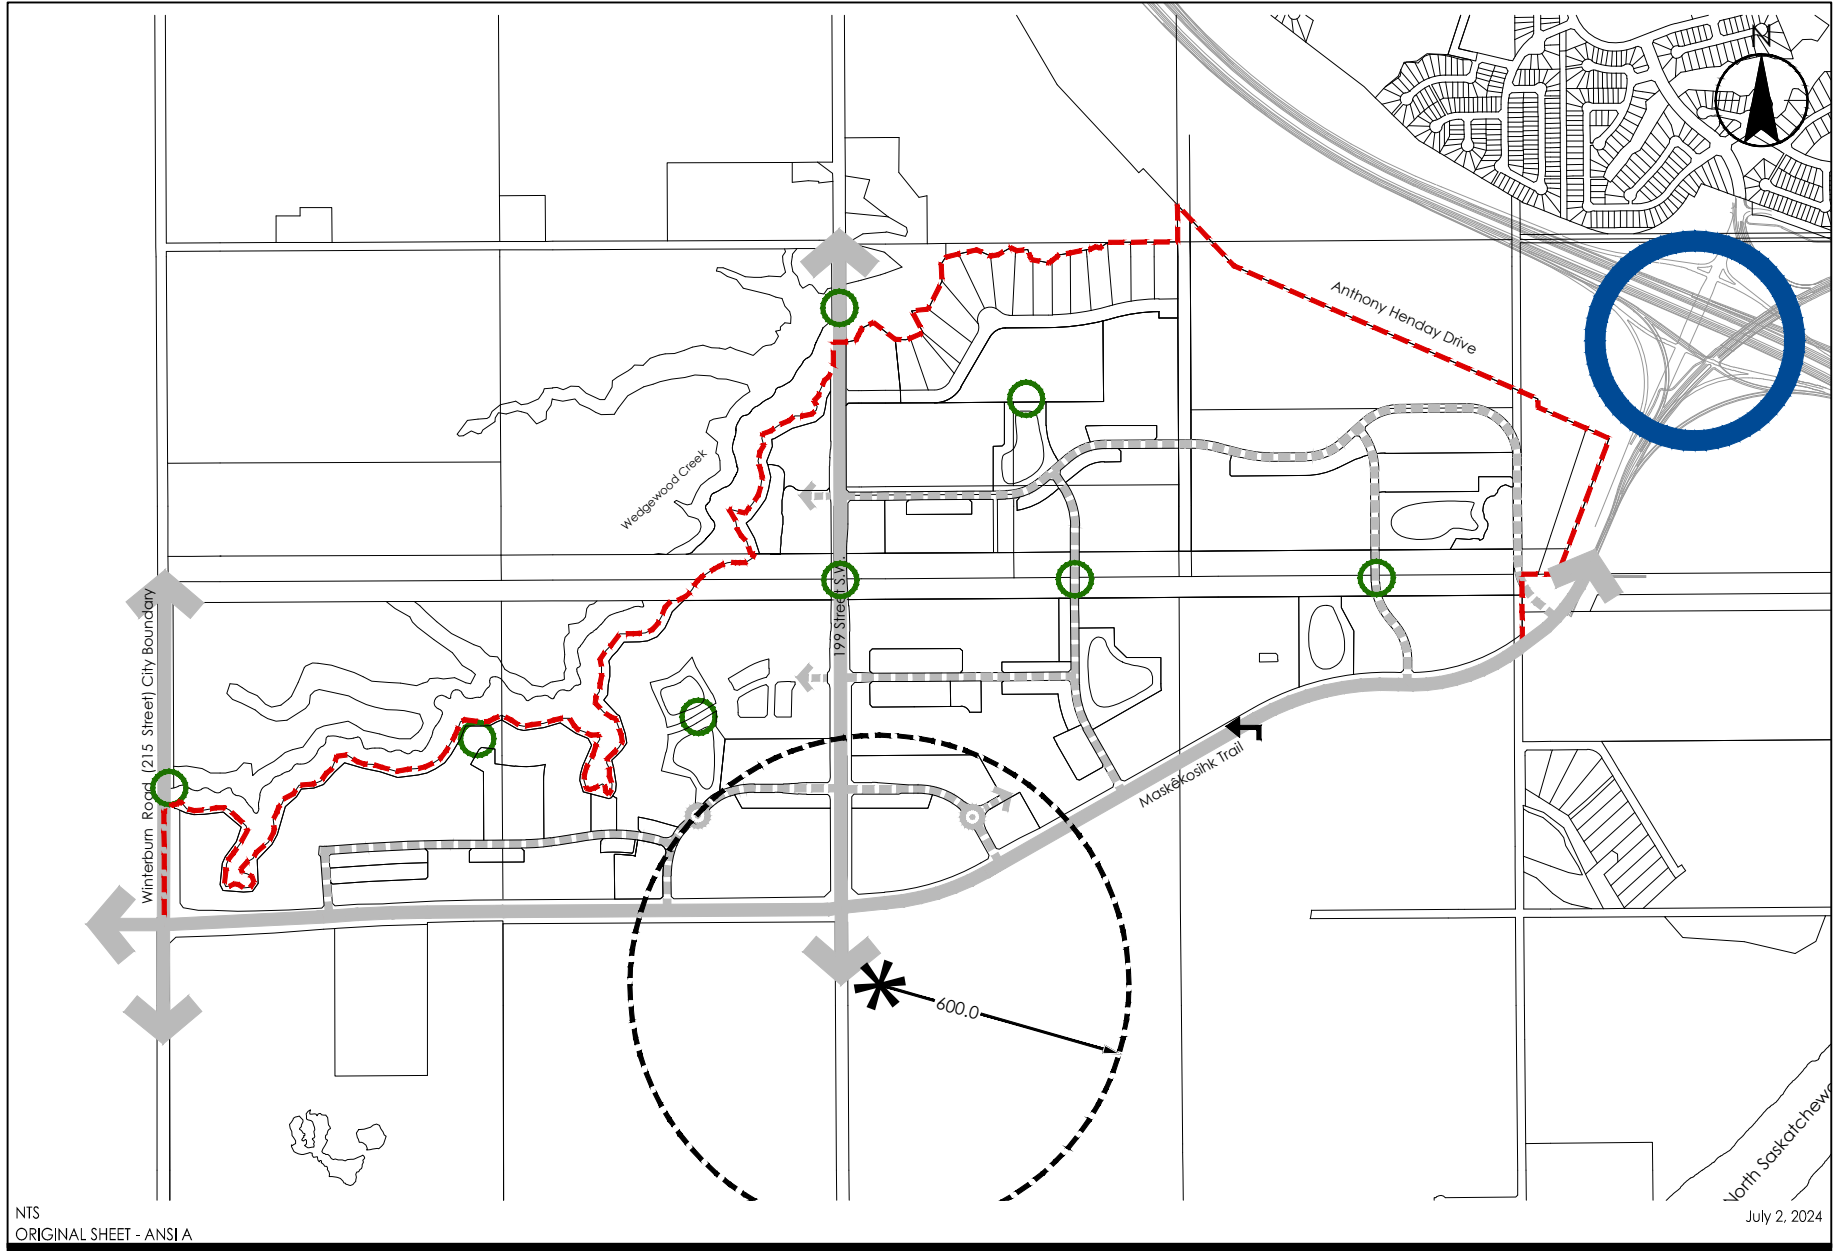 N
Anthony Henday Drive
Wedgewood Creek
199 Street S.W.
Winterburn Road (215 Street) City Boundary
Maskêkosihk Trail
600.0
North Saskatchew
NTS
ORIGINAL SHEET - ANSI A
July 2, 2024